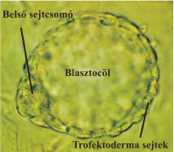 Belső sejtcsomó
Blasztocöl
Trofektoderma sejtek